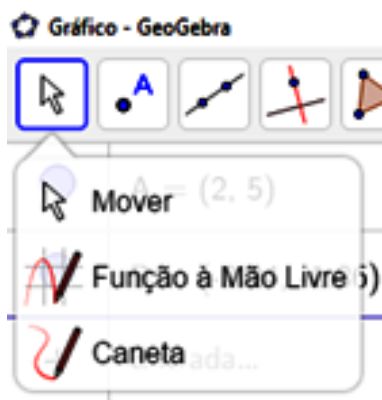 Gráfico - GeoGebra
A
A = (2, 5)
Mover
Função à Mão Livre
Caneta